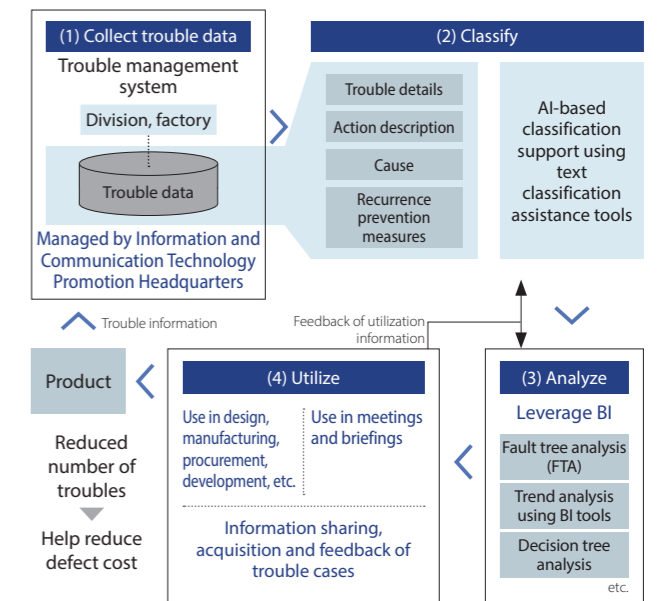 (1) Collect trouble data
Trouble management
system
Division, factory
Trouble data
Managed by Information and
Communication Technology
Promotion Headquarters
(2) Classify
Trouble details
Action description
Cause
Recurrence
prevention
measures
AI-based
classification
support using
text
classification
assistance tools
Trouble information
Feedback of utilization
information
(3) Analyze
Leverage BI
Fault tree analysis
(FTA)
Trend analysis
using BI tools
Decision tree
analysis
etc.
(4) Utilize
Use in design,
manufacturing,
procurement,
development, etc.
Use in meetings
and briefings
Information sharing,
acquisition and feedback of
trouble cases
Product
Reduced
number of
troubles
Help reduce
defect cost